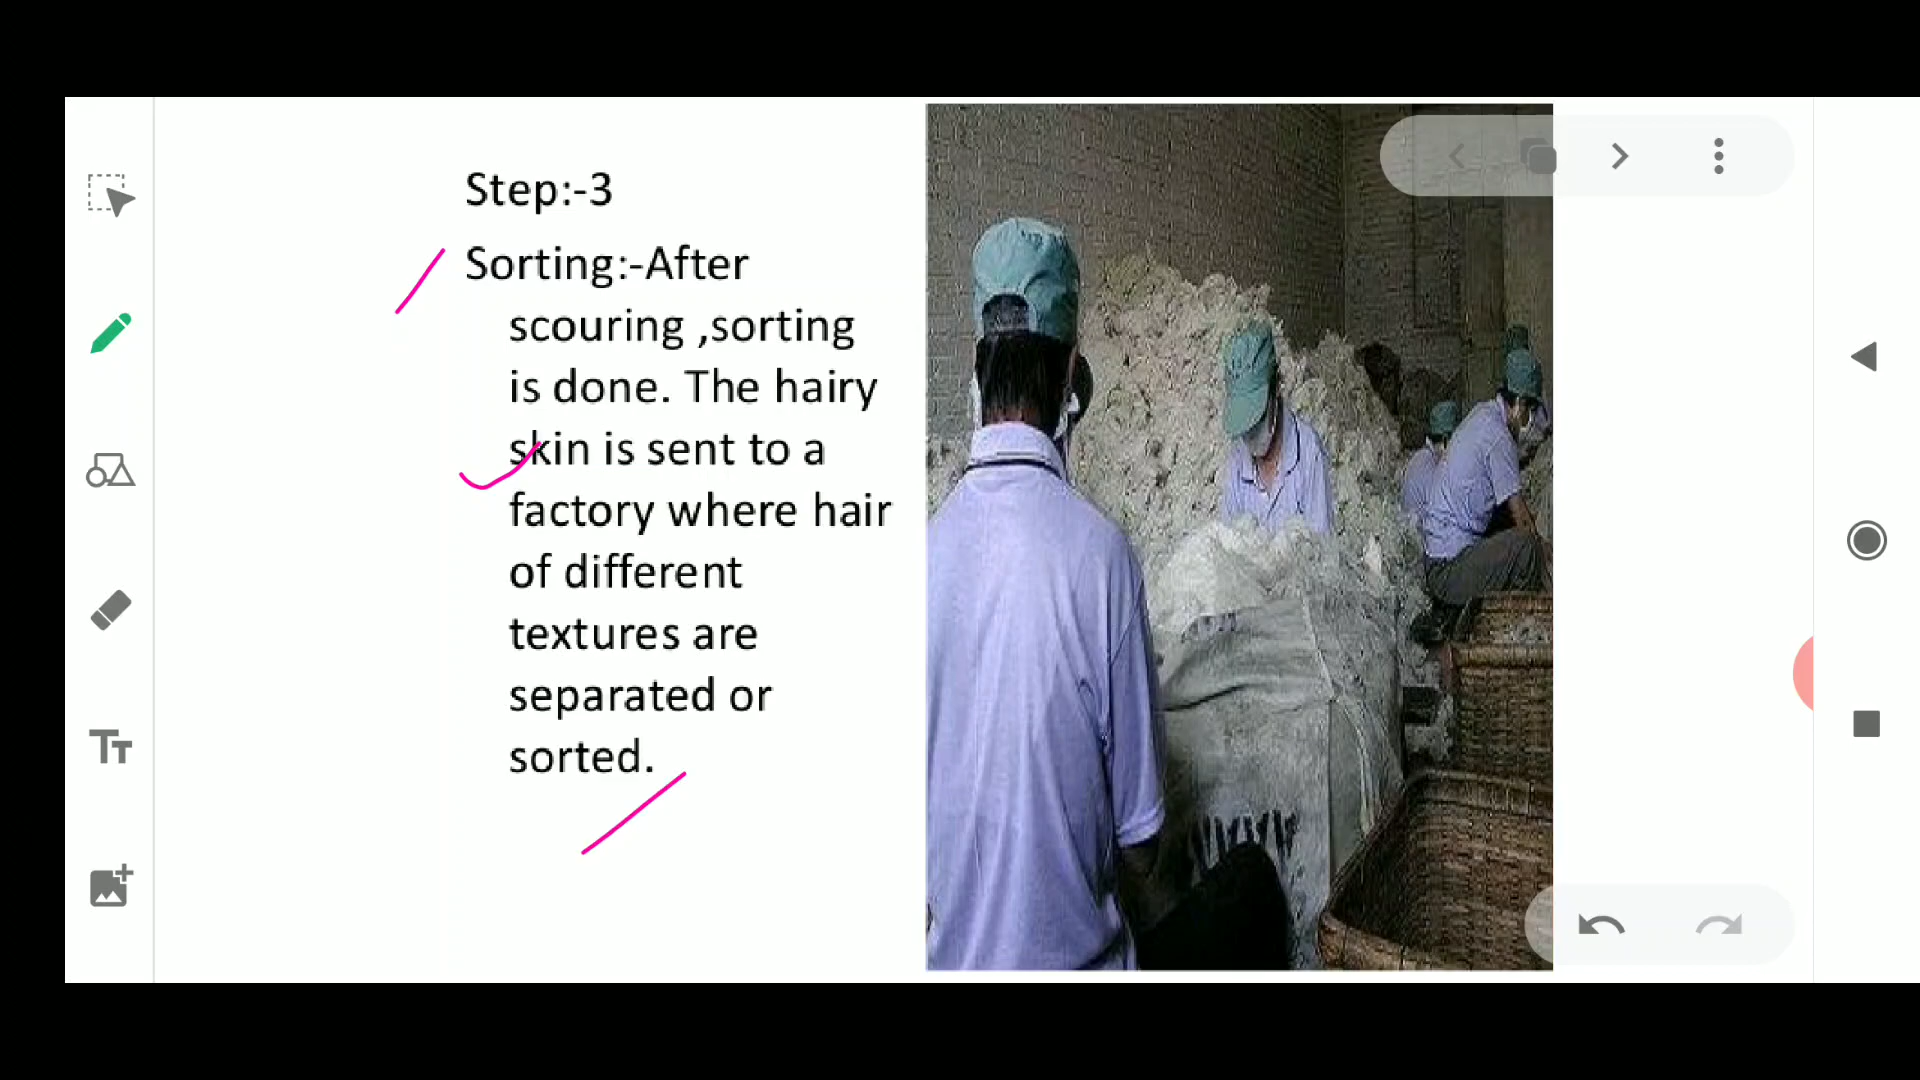 Step:-3
Sorting:-After
scouring ,sorting
is done. The hairy
skin is sent to a
factory where hair
of different
textures are
separated or
sorted.